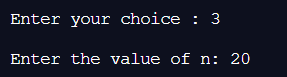 Enter your choice : 3
Enter the value of n: 20